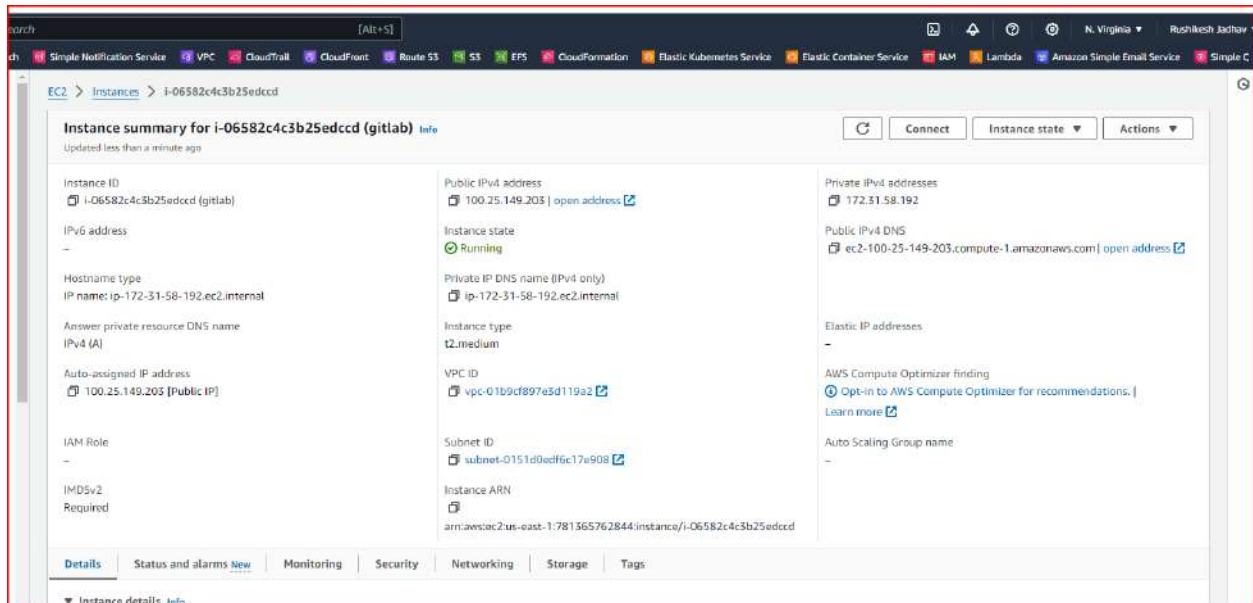 earch [Alt+S] N. Virginia ▼ Rushikesh Jadhav
ch Simple Notification Service VPC CloudTrail CloudFront Route 53 S3 EFS CloudFormation Elastic Kubernetes Service Elastic Container Service IAM Lambda Amazon Simple Email Service Simple Q
EC2 > Instances > i-06582c4c3b25edccd
Instance summary for i-06582c4c3b25edccd (gitlab) Info
Connect Instance state ▼ Actions ▼
Updated less than a minute ago
Instance ID Public IPv4 address Private IPv4 addresses
i-06582c4c3b25edccd (gitlab) 100.25.149.203 | open address 172.31.58.192
IPv6 address Instance state Public IPv4 DNS
– Running ec2-100-25-149-203.compute-1.amazonaws.com | open address
Hostname type Private IP DNS name (IPv4 only)
IP name: ip-172-31-58-192.ec2.internal ip-172-31-58-192.ec2.internal
Answer private resource DNS name Instance type Elastic IP addresses
IPv4 (A) t2.medium –
Auto-assigned IP address VPC ID AWS Compute Optimizer finding
100.25.149.203 [Public IP] vpc-01b9cf897e3d119a2 Opt-in to AWS Compute Optimizer for recommendations. |
Learn more
IAM Role Subnet ID Auto Scaling Group name
– subnet-0151d0edf6c17e908 –
IMDSv2 Instance ARN
Required
arn:aws:ec2:us-east-1:781365762844:instance/i-06582c4c3b25edccd
Details Status and alarms New Monitoring Security Networking Storage Tags
▼ Instance details Info